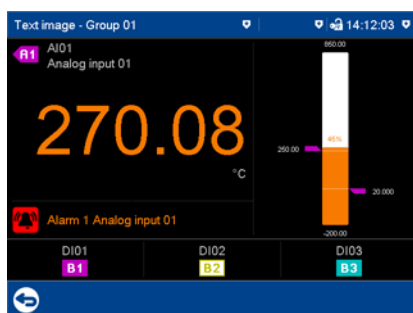 Text image - Group 01
14:12:03
A1
AI01
Analog input 01
270.08
°C
850.00
45%
250.00
20.000
-200.00
Alarm 1 Analog input 01
DI01
DI02
DI03
B1
B2
B3